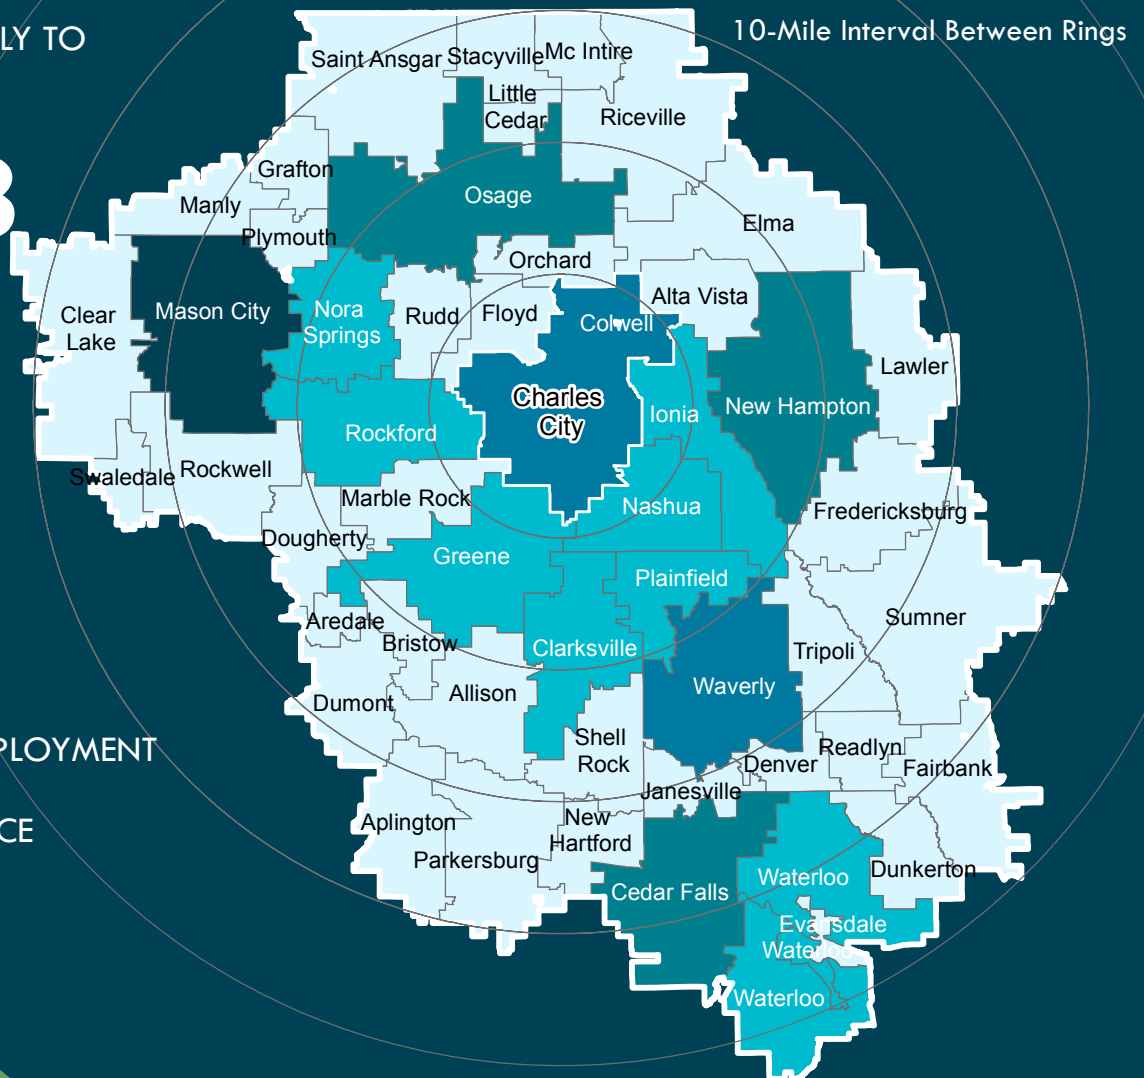 LY TO
10-Mile Interval Between Rings
3
Saint Ansgar
Stacyville
Mc Intire
Little
Cedar
Riceville
Grafton
Osage
Manly
Plymouth
Elma
Orchard
Clear
Lake
Mason City
Nora
Springs
Rudd
Floyd
Colwell
Alta Vista
Charles
City
Lawler
Rockford
Ionia
New Hampton
Swaledale
Rockwell
Marble Rock
Nashua
Fredericksburg
Dougherty
Greene
Plainfield
Aredale
Bristow
Clarksville
Sumner
Tripoli
Dumont
Allison
Waverly
PLOYMENT
Shell
Rock
Denver
Readlyn
Fairbank
Janesville
CE
Aplington
New
Hartford
Parkersburg
Cedar Falls
Waterloo
Dunkerton
Evansdale
Waterloo
Waterloo